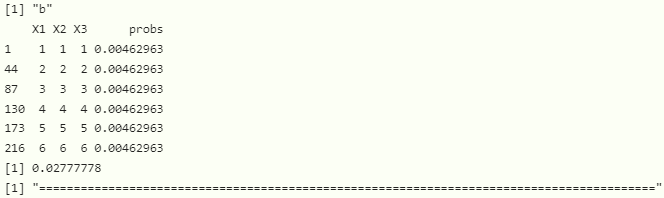 [1] "b"
X1 X2 X3 probs
1 1 1 1 0.00462963
44 2 2 2 0.00462963
87 3 3 3 0.00462963
130 4 4 4 0.00462963
173 5 5 5 0.00462963
216 6 6 6 0.00462963
[1] 0.02777778
[1] "========================================================================================="